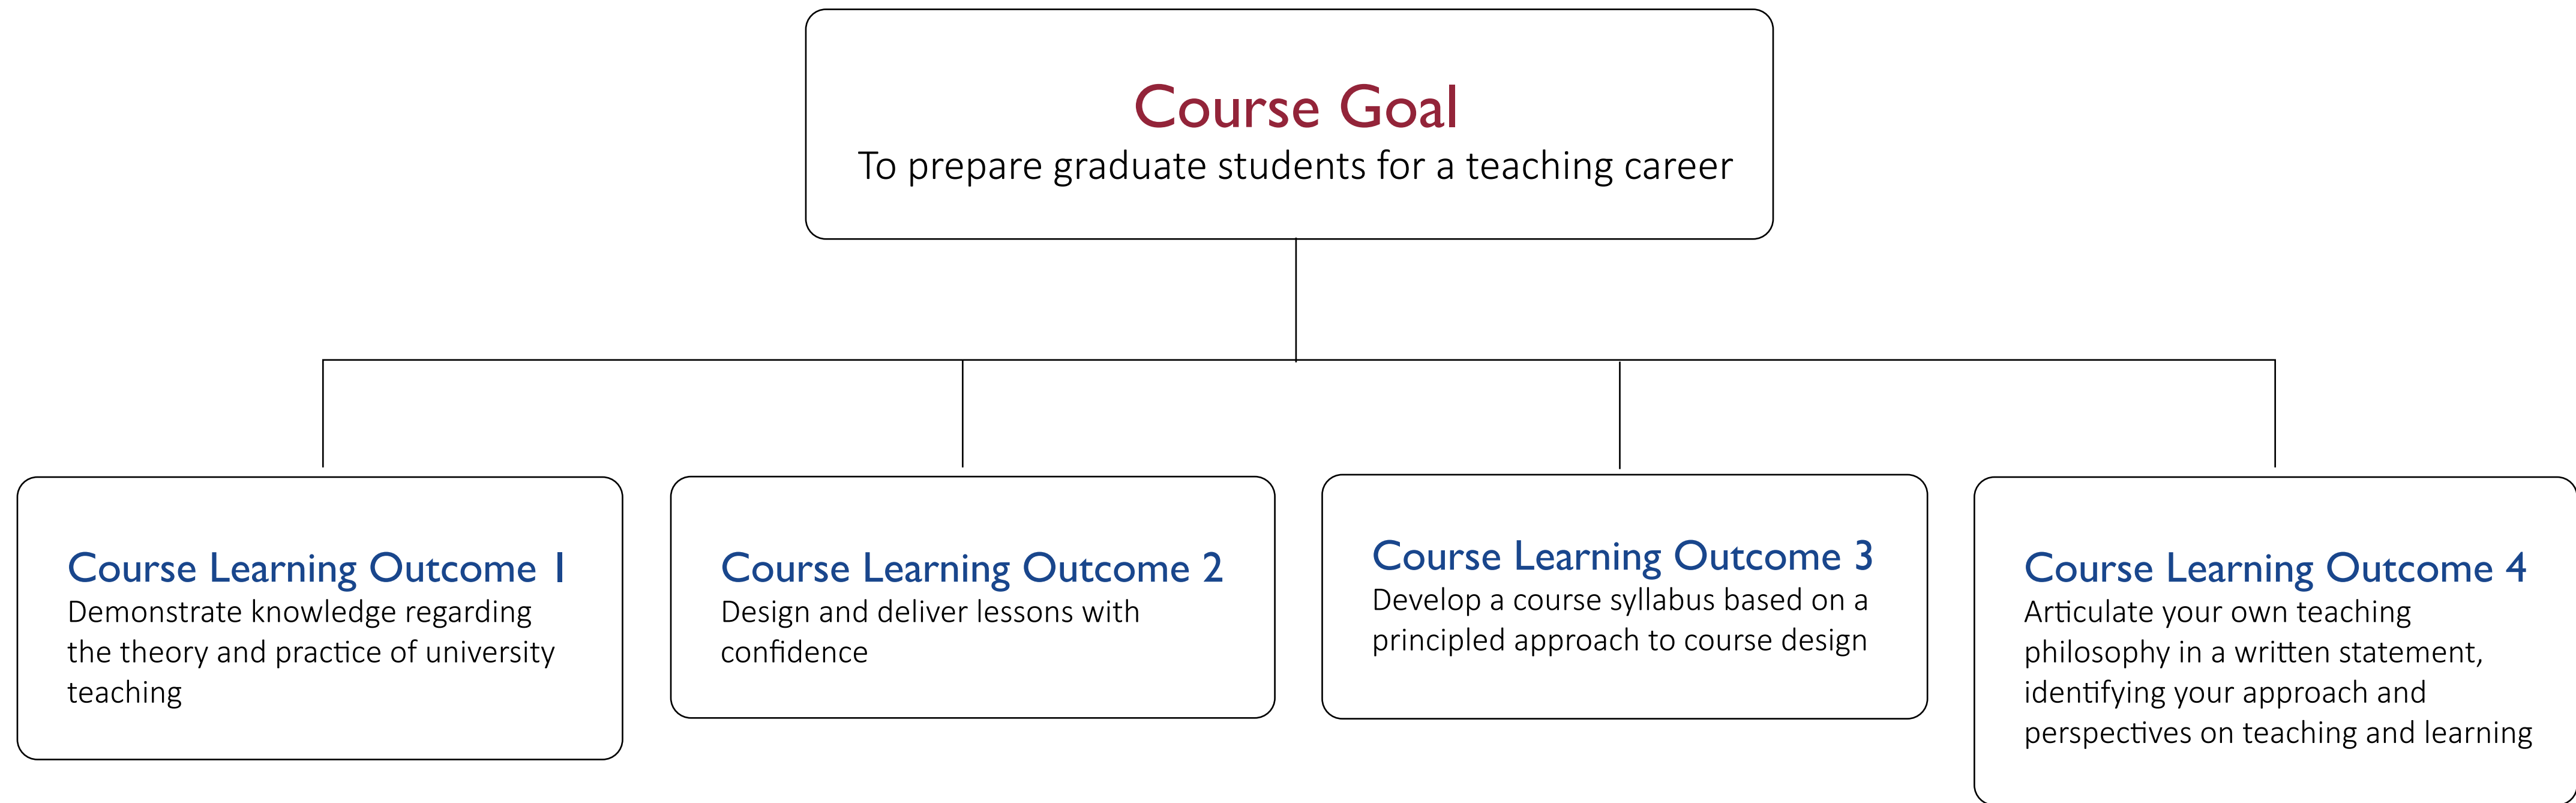 Course Goal
To prepare graduate students for a teaching career
Course Learning Outcome 1
Demonstrate knowledge regarding
the theory and practice of university
teaching
Course Learning Outcome 2
Design and deliver lessons with
confidence
Course Learning Outcome 3
Develop a course syllabus based on a
principled approach to course design
Course Learning Outcome 4
Articulate your own teaching
philosophy in a written statement,
identifying your approach and
perspectives on teaching and learning